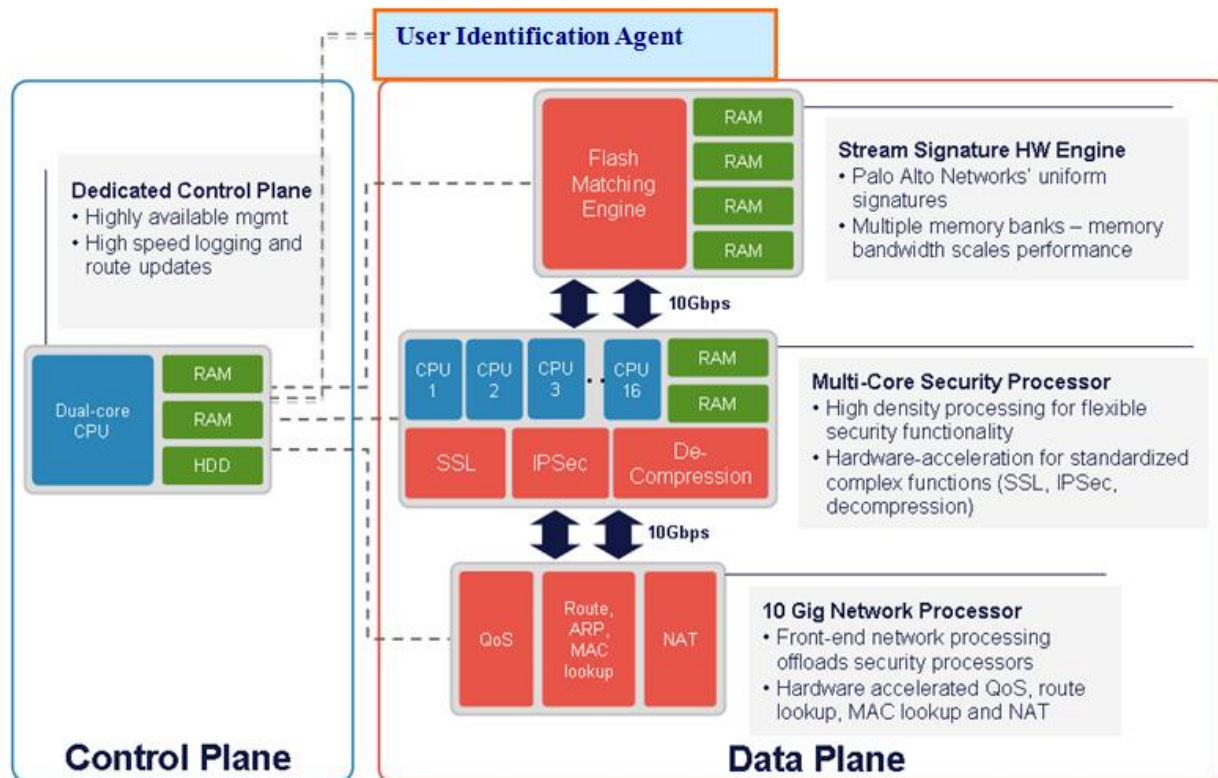 User Identification Agent
Dedicated Control Plane
• Highly available mgmt
• High speed logging and
route updates
Dual-core
CPU
RAM
RAM
HDD
Control Plane
Flash
Matching
Engine
RAM
RAM
RAM
RAM
Stream Signature HW Engine
• Palo Alto Networks' uniform
signatures
• Multiple memory banks – memory
bandwidth scales performance
10Gbps
CPU
1
CPU
2
CPU
3
..
CPU
16
RAM
RAM
SSL
IPSec
De-
Compression
Multi-Core Security Processor
• High density processing for flexible
security functionality
• Hardware-acceleration for standardized
complex functions (SSL, IPSec,
decompression)
10Gbps
QoS
Route,
ARP,
MAC
lookup
NAT
10 Gig Network Processor
• Front-end network processing
offloads security processors
• Hardware accelerated QoS, route
lookup, MAC lookup and NAT
Data Plane